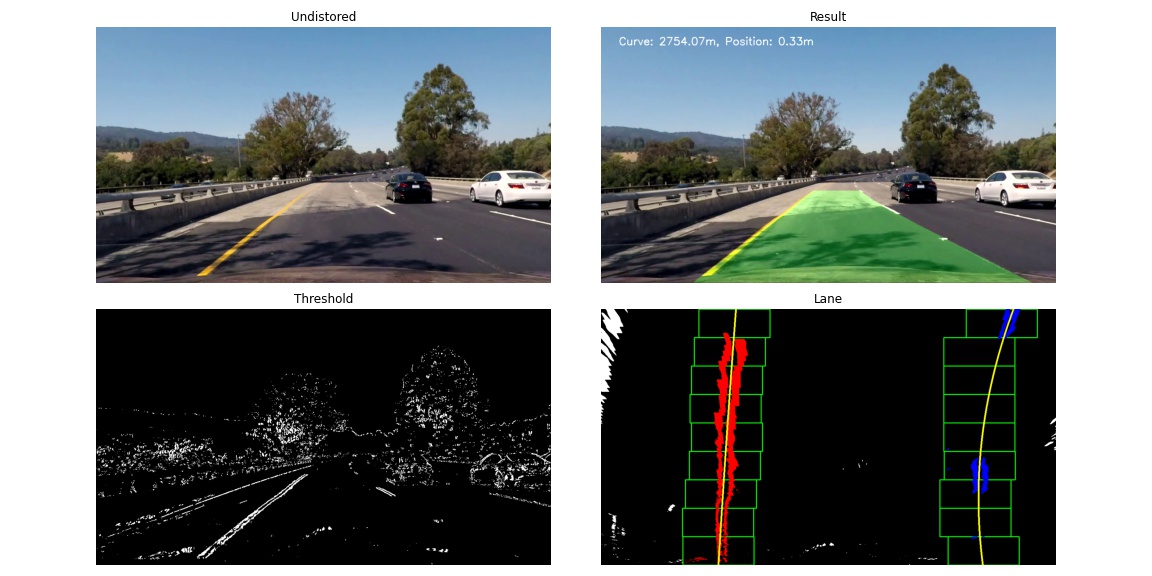 Undistored
Result
Curve: 2754.07m, Position: 0.33m
Threshold
Lane